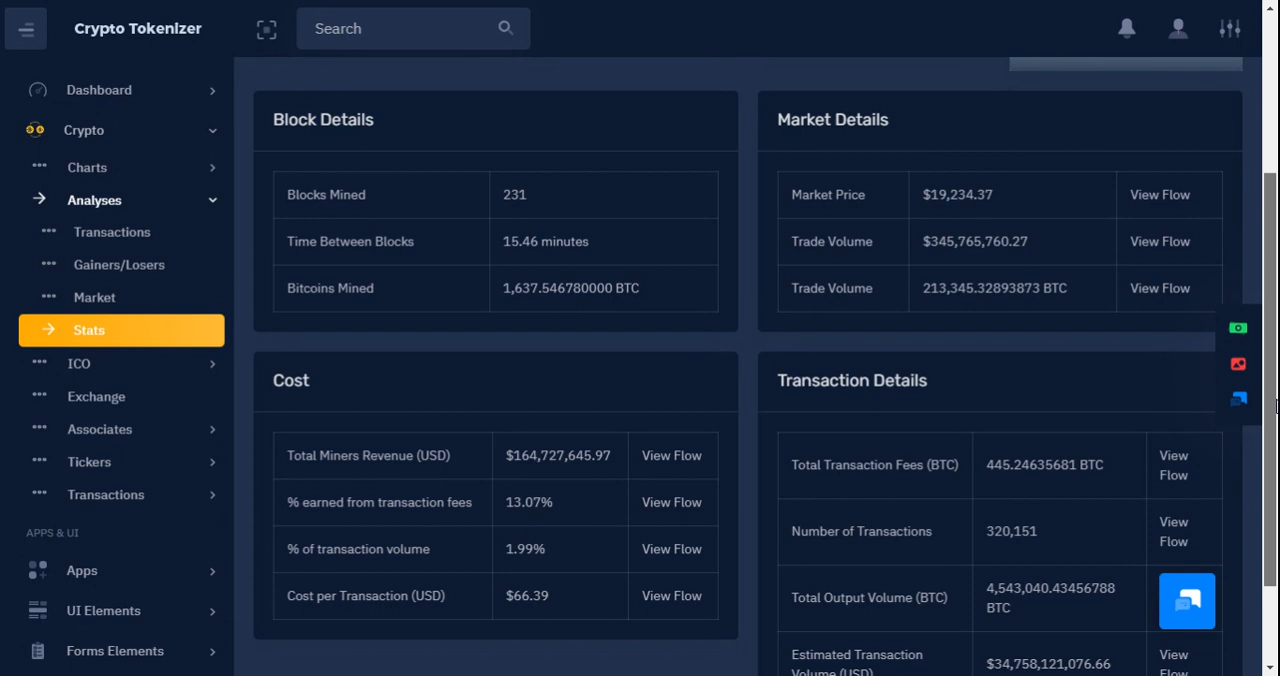 Crypto Tokenizer
Search
Dashboard
Crypto
Charts
Analyses
Transactions
Gainers/Losers
Market
Stats
ICO
Exchange
Associates
Tickers
Transactions
APPS & UI
Apps
UI Elements
Forms Elements
Block Details
Blocks Mined 231
Time Between Blocks 15.46 minutes
Bitcoins Mined 1,637.546780000 BTC
Market Details
Market Price $19,234.37 View Flow
Trade Volume $345,765,760.27 View Flow
Trade Volume 213,345.32893873 BTC View Flow
Cost
Total Miners Revenue (USD) $164,727,645.97 View Flow
% earned from transaction fees 13.07% View Flow
% of transaction volume 1.99% View Flow
Cost per Transaction (USD) $66.39 View Flow
Transaction Details
Total Transaction Fees (BTC) 445.24635681 BTC View
Flow
Number of Transactions 320,151 View
Flow
Total Output Volume (BTC) 4,543,040.43456788
BTC
Estimated Transaction $34,758,121,076.66 View
Volume (USD) Flow